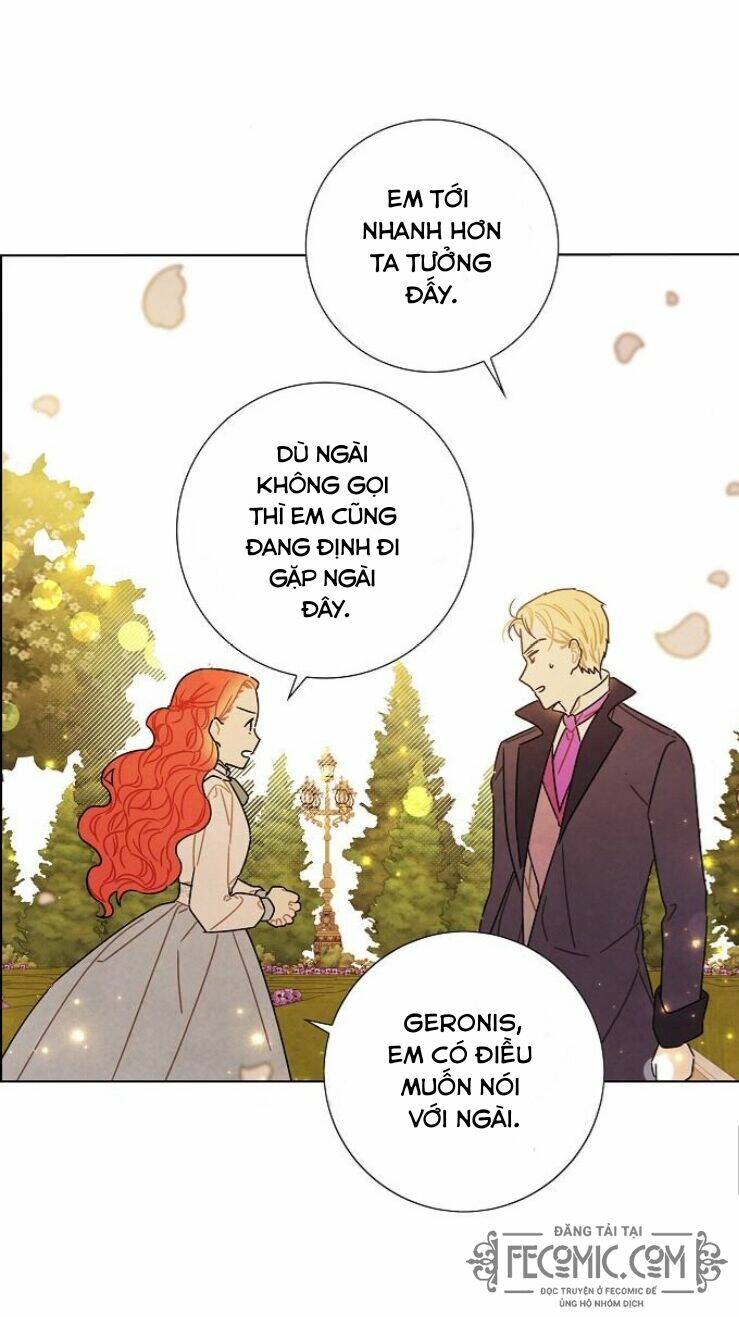 EM TỚI
NHANH HƠN
TA TƯỞNG
ĐẤY.
DÙ NGÀI
KHÔNG GỌI
THÌ EM CŨNG
ĐANG ĐỊNH ĐI
GẶP NGÀI
ĐÂY.
GERONIS,
EM CÓ ĐIỀU
MUỐN NÓI
VỚI NGÀI.
ĐĂNG TẢI TẠI
FECOMIC.COM
ĐỌC TRUYỆN Ở FECOMIC ĐỂ
ỦNG HỘ NHÓM DỊCH